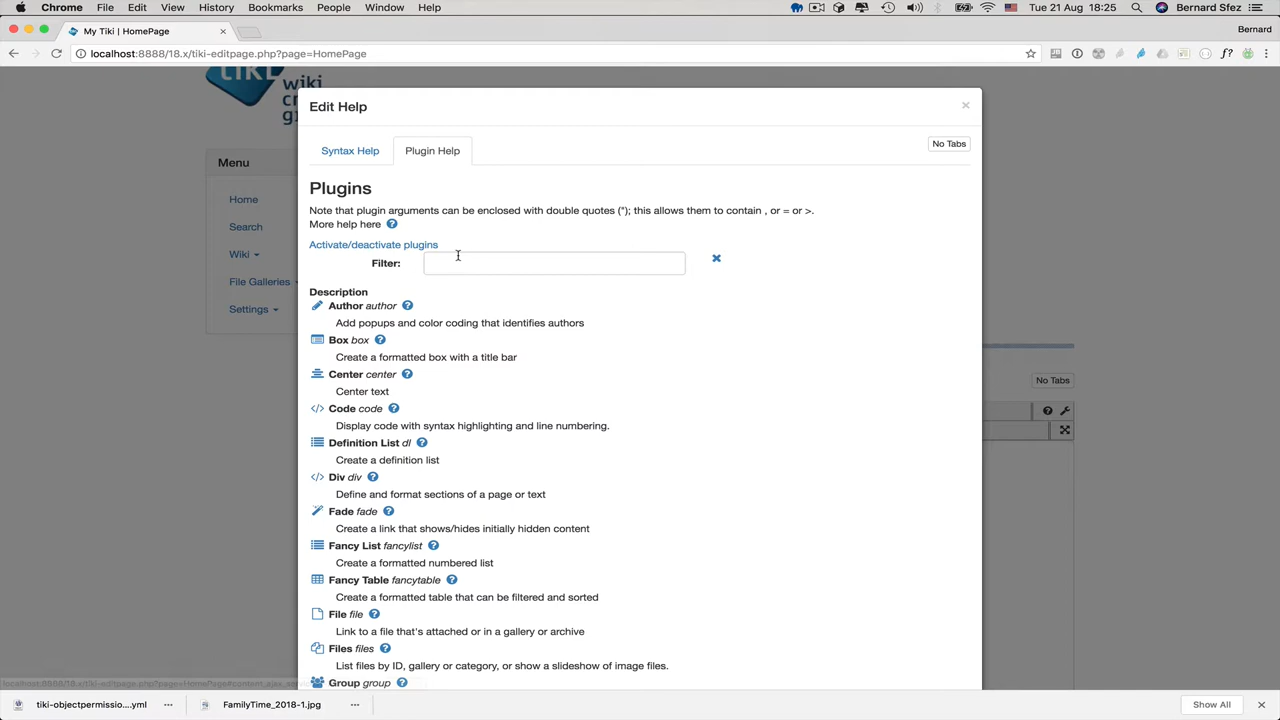 Chrome File Edit View History Bookmarks People Window Help Tue 21 Aug 18:25 Bernard Sfez
My Tiki | HomePage Bernard
localhost:8888/18.x/tiki-editpage.php?page=HomePage
wiki
Edit Help
Syntax Help Plugin Help No Tabs
Menu
Plugins
Home
Note that plugin arguments can be enclosed with double quotes ("); this allows them to contain , or = or >.
More help here
Search
Activate/deactivate plugins
Wiki
Filter:
File Galleries
Description
Author author
Settings
Add popups and color coding that identifies authors
Box box
Create a formatted box with a title bar
Center center
No Tabs
Center text
Code code
Display code with syntax highlighting and line numbering.
Definition List dl
Create a definition list
Div div
Define and format sections of a page or text
Fade fade
Create a link that shows/hides initially hidden content
Fancy List fancylist
Create a formatted numbered list
Fancy Table fancytable
Create a formatted table that can be filtered and sorted
File file
Link to a file that's attached or in a gallery or archive
Files files
List files by ID, gallery or category, or show a slideshow of image files.
Group group
tiki-objectpermissio....yml FamilyTime_2018-1.jpg Show All